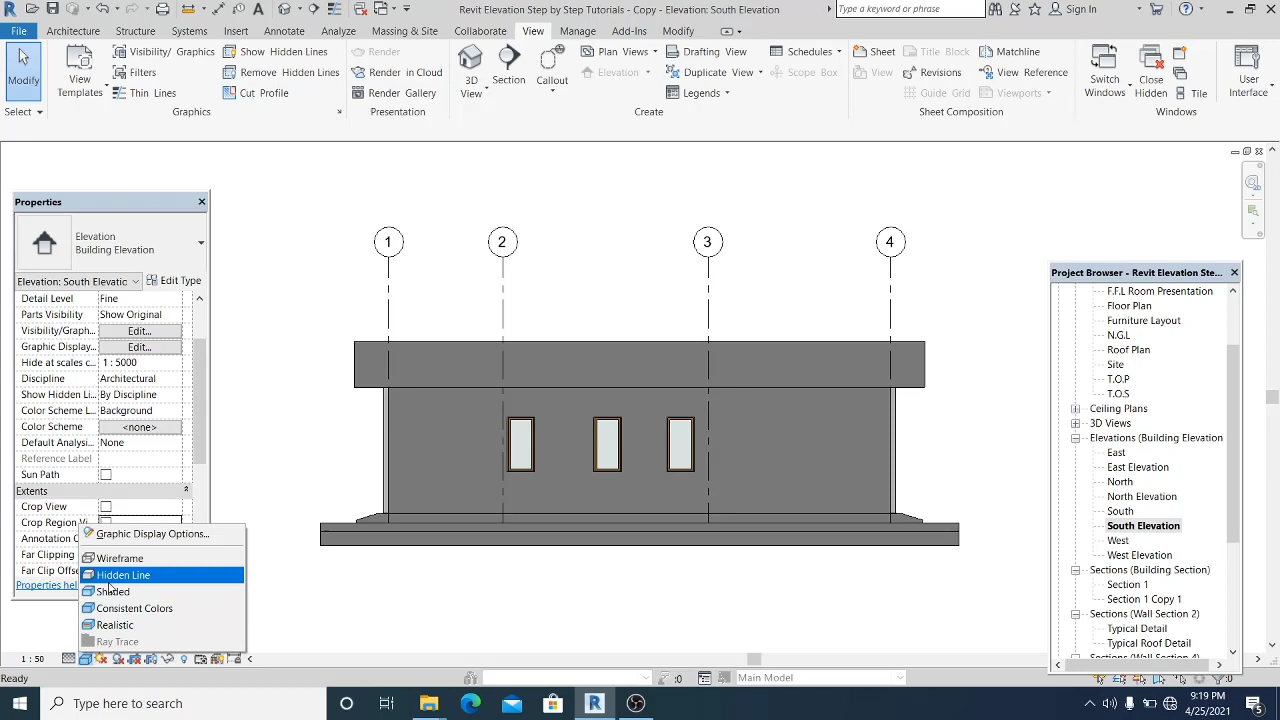 Revit Elevation Step by Step Tutorials - Copy - Elevation: South Elevation
Type a keyword or phrase
Sign In
File Architecture Structure Systems Insert Annotate Analyze Massing & Site Collaborate View Manage Add-Ins Modify
Modify
View
Templates
Visibility/ Graphics
Filters
Thin Lines
Show Hidden Lines
Remove Hidden Lines
Cut Profile
Render
Render in Cloud
Render Gallery
3D
View
Section
Callout
Plan Views
Elevation
Drafting View
Duplicate View
Legends
Schedules
Scope Box
Sheet
View
Title Block
Revisions
Guide Grid
Matchline
View Reference
Viewports
Switch
Windows
Close
Hidden
Tile
User
Interface
Select Graphics Presentation Create Sheet Composition Windows
Properties
Elevation
Building Elevation
Elevation: South Elevatic Edit Type
Detail Level Fine
Parts Visibility Show Original
Visibility/Graph... Edit...
Graphic Display... Edit...
Hide at scales c... 1 : 5000
Discipline Architectural
Show Hidden Li... By Discipline
Color Scheme L... Background
Color Scheme <none>
Default Analysi... None
Reference Label
Sun Path
Extents
Crop View
Crop Region V
Annotation C
Far Clipping
Far Clip Offse
Properties help
Graphic Display Options...
Wireframe
Hidden Line
Shaded
Consistent Colors
Realistic
Ray Trace
1 2 3 4
Project Browser - Revit Elevation Ste...
F.F.L Room Presentation
Floor Plan
Furniture Layout
N.G.L
Roof Plan
Site
T.O.P
T.O.S
Ceiling Plans
3D Views
Elevations (Building Elevation
East
East Elevation
North
North Elevation
South
South Elevation
West
West Elevation
Sections (Building Section)
Section 1
Section 1 Copy 1
Sections (Wall Section 2)
Typical Detail
Typical Roof Detail
Sections (Wall Section 4)
1 : 50
Ready
:0
Main Model
:0
Type here to search
9:19 PM
4/25/2021